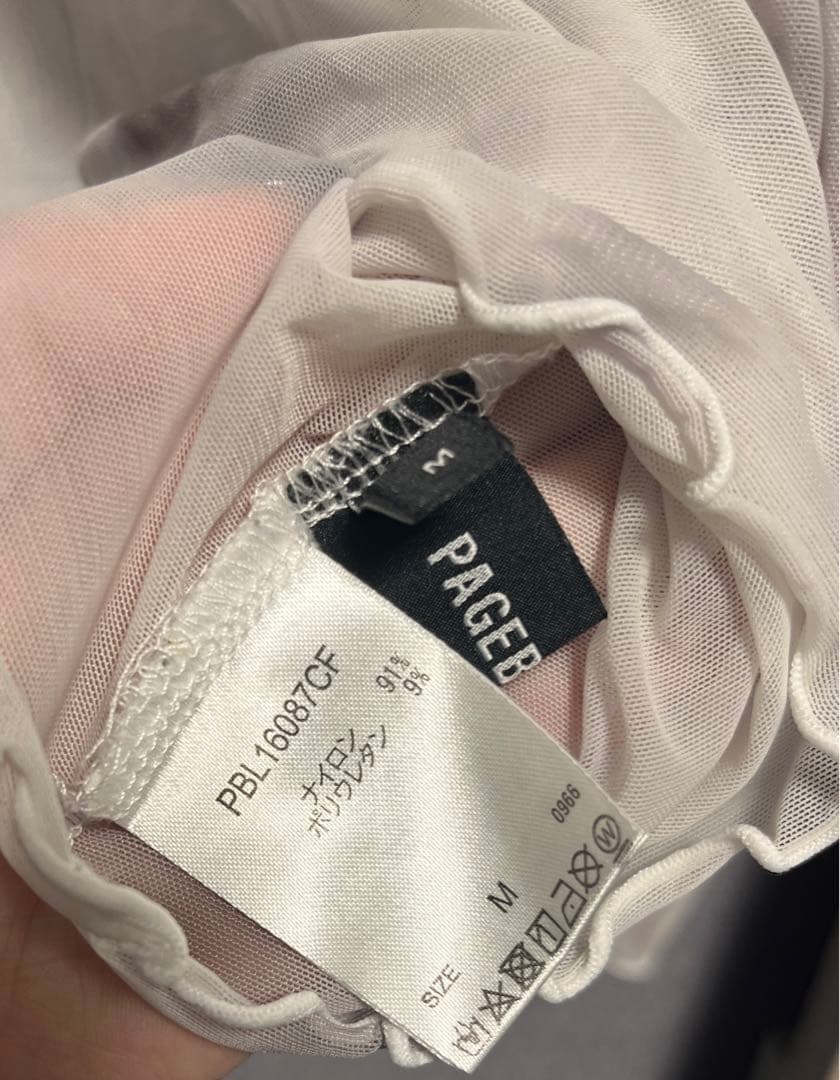 M
PAGEB
PBL16087CF
ナイロン 91%
ポリウレタン 9%
0966
SIZE M
W